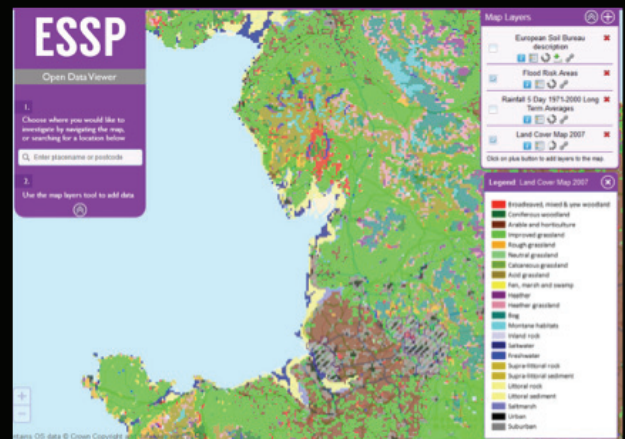 ESSP
Open Data Viewer
1.
Choose where you would like to
investigate by navigating the map,
or searching for a location below
Enter placename or postcode
2.
Use the map layers tool to add data
Map Layers
European Soil Bureau
description
Flood Risk Areas
Rainfall 5 Day 1971-2000 Long
Term Averages
Land Cover Map 2007
Click on plus button to add layers to the map.
Legend: Land Cover Map 2007
Broadleaved, mixed & yew woodland
Coniferous woodland
Arable and horticulture
Improved grassland
Rough grassland
Neutral grassland
Calcareous grassland
Acid grassland
Fen, marsh and swamp
Heather
Heather grassland
Bog
Montane habitats
Inland rock
Saltwater
Freshwater
Supra-littoral rock
Supra-littoral sediment
Littoral rock
Littoral sediment
Saltmarsh
Urban
Suburban
ntains OS data © Crown Copyright